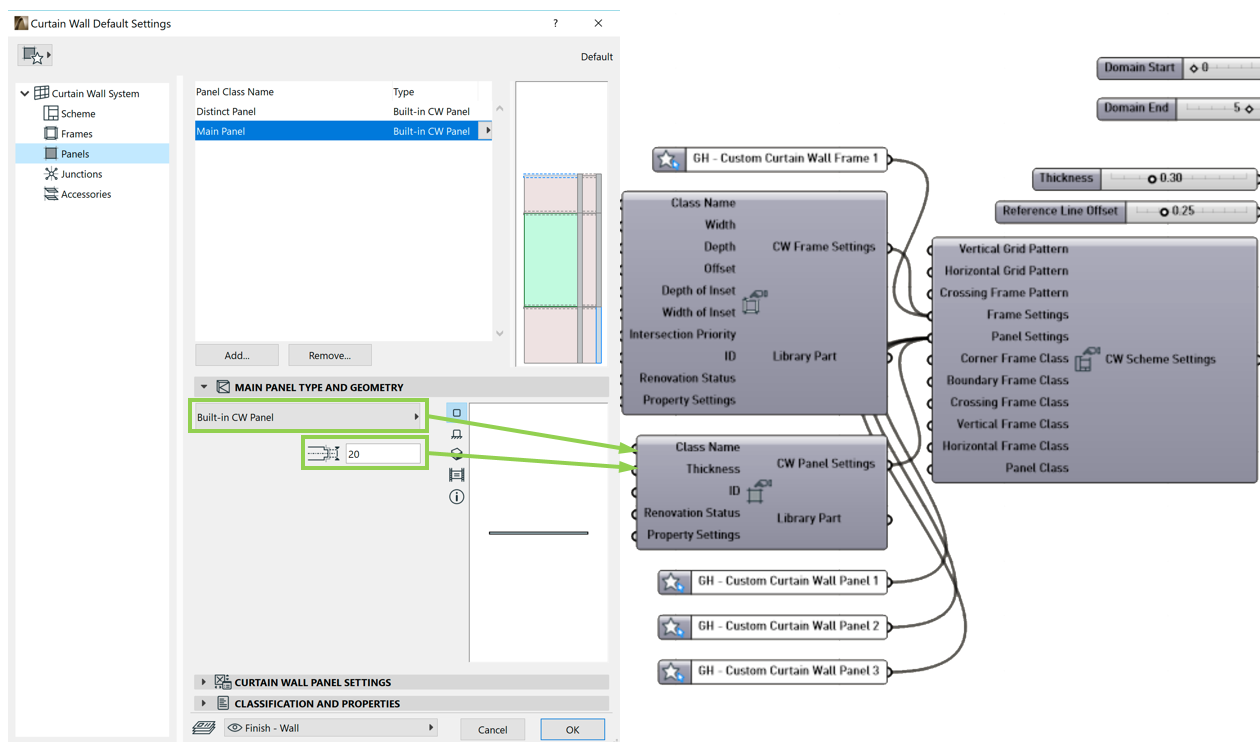 Curtain Wall Default Settings
?
Default
Curtain Wall System
Scheme
Frames
Panels
Junctions
Accessories
Panel Class Name Type
Distinct Panel Built-in CW Panel
Main Panel Built-in CW Panel
Add... Remove...
MAIN PANEL TYPE AND GEOMETRY
Built-in CW Panel
20
CURTAIN WALL PANEL SETTINGS
CLASSIFICATION AND PROPERTIES
Finish - Wall
Cancel OK
Domain Start 0
Domain End 5
GH - Custom Curtain Wall Frame 1
Thickness 0.30
Reference Line Offset 0.25
Class Name
Width
Depth
Offset
Depth of Inset
Width of Inset
Intersection Priority
ID
Renovation Status
Property Settings
CW Frame Settings
Library Part
Class Name
Thickness
ID
Renovation Status
Property Settings
CW Panel Settings
Library Part
GH - Custom Curtain Wall Panel 1
GH - Custom Curtain Wall Panel 2
GH - Custom Curtain Wall Panel 3
Vertical Grid Pattern
Horizontal Grid Pattern
Crossing Frame Pattern
Frame Settings
Panel Settings
Corner Frame Class
Boundary Frame Class
Crossing Frame Class
Vertical Frame Class
Horizontal Frame Class
Panel Class
CW Scheme Settings